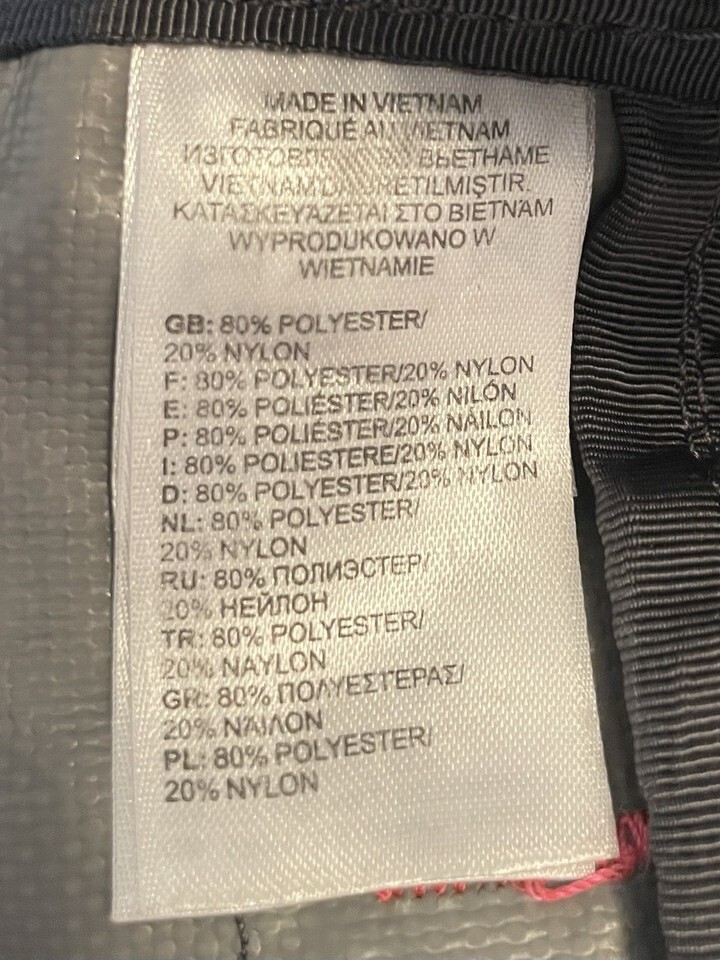 MADE IN VIETNAM
FABRIQUÉ AU VIETNAM
ИЗГОТОВЛЕНО ВО ВЬЕТНАМЕ
VIETNAM'DA ÜRETILMIŞTIR.
ΚΑΤΑΣΚΕΥΑΖΕΤΑΙ ΣΤΟ ΒΙΕΤΝΑΜ
WYPRODUKOWANO W
WIETNAMIE
GB: 80% POLYESTER/
20% NYLON
F: 80% POLYESTER/20% NYLON
E: 80% POLIÉSTER/20% NILÓN
P: 80% POLIÉSTER/20% NÁILON
I: 80% POLIESTERE/20% NYLON
D: 80% POLYESTER/20% NYLON
NL: 80% POLYESTER/
20% NYLON
RU: 80% ПОЛИЭСТЕР/
20% НЕЙЛОН
TR: 80% POLYESTER/
20% NAYLON
GR: 80% ΠΟΛΥΕΣΤΕΡΑΣ/
20% ΝΑΪΛΟΝ
PL: 80% POLYESTER/
20% NYLON